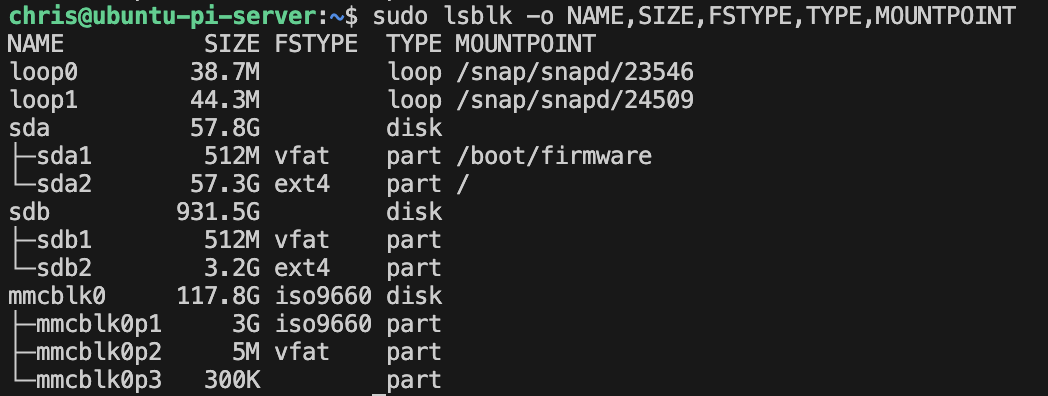 chris@ubuntu-pi-server:~$ sudo lsblk -o NAME,SIZE,FSTYPE,TYPE,MOUNTPOINT
NAME          SIZE FSTYPE  TYPE MOUNTPOINT
loop0        38.7M         loop /snap/snapd/23546
loop1        44.3M         loop /snap/snapd/24509
sda          57.8G         disk
├─sda1        512M vfat    part /boot/firmware
└─sda2       57.3G ext4    part /
sdb         931.5G         disk
├─sdb1        512M vfat    part
└─sdb2        3.2G ext4    part
mmcblk0     117.8G iso9660 disk
├─mmcblk0p1     3G iso9660 part
├─mmcblk0p2     5M vfat    part
└─mmcblk0p3   300K         part